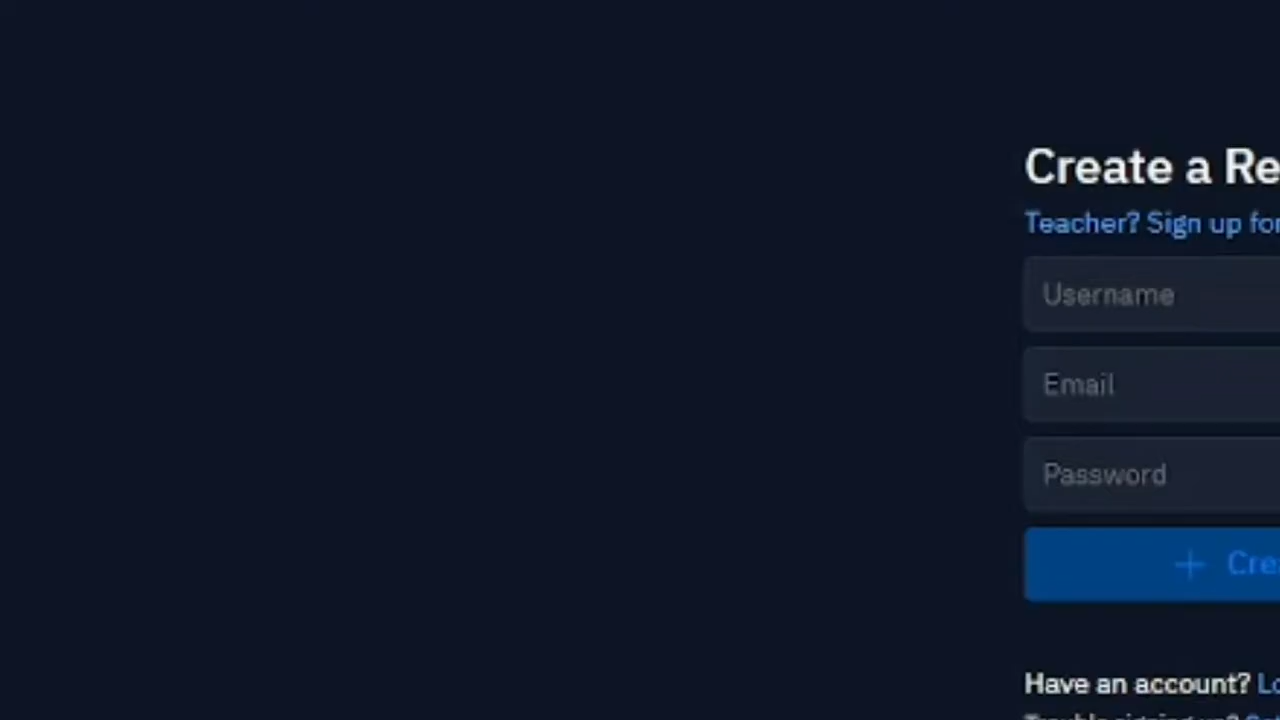 Create a Re
Teacher? Sign up for
Username
Email
Password
+ Cre
Have an account? Lo